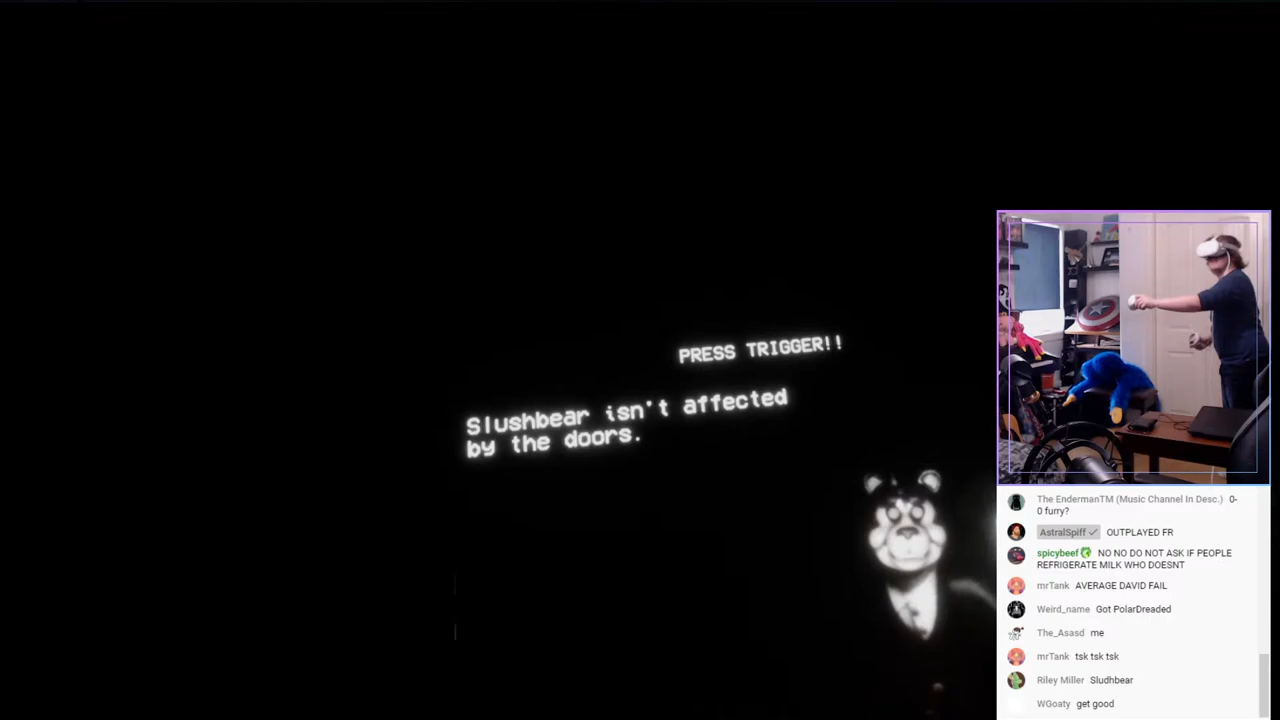 PRESS TRIGGER!!
Slushbear isn't affected
by the doors.
The EndermanTM (Music Channel In Desc.) 0-
0 furry?
AstralSpiff OUTPLAYED FR
spicybeef NO NO DO NOT ASK IF PEOPLE
REFRIGERATE MILK WHO DOESNT
mrTank AVERAGE DAVID FAIL
Weird_name Got PolarDreaded
The_Asasd me
mrTank tsk tsk tsk
Riley Miller Sludhbear
WGoaty get good